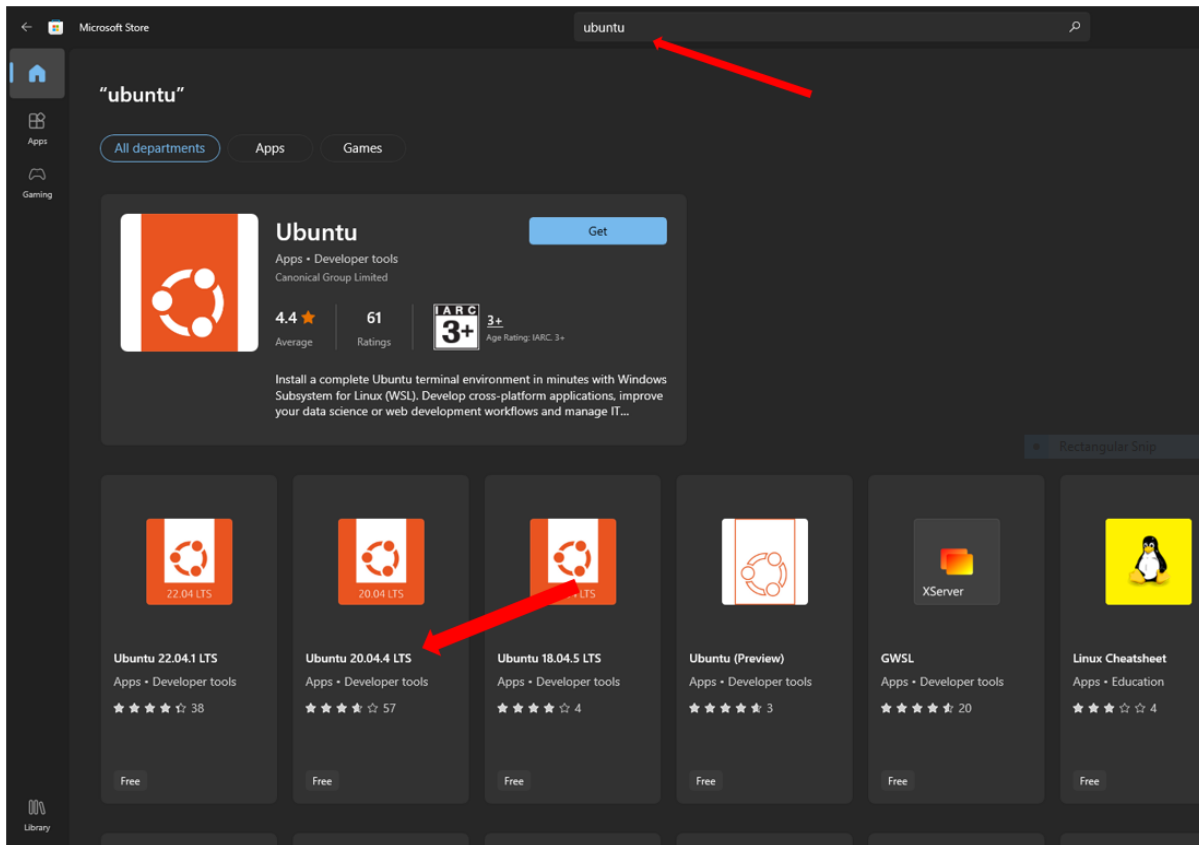 Microsoft Store
ubuntu
“ubuntu”
All departments
Apps
Games
Apps
Gaming
Ubuntu
Get
Apps • Developer tools
Canonical Group Limited
4.4
Average
61
Ratings
IARC
3+
3+
Age Rating: IARC. 3+
Install a complete Ubuntu terminal environment in minutes with Windows
Subsystem for Linux (WSL). Develop cross-platform applications, improve
your data science or web development workflows and manage IT...
Rectangular Snip
22.04 LTS
Ubuntu 22.04.1 LTS
Apps • Developer tools
38
Free
20.04 LTS
Ubuntu 20.04.4 LTS
Apps • Developer tools
57
Free
LTS
Ubuntu 18.04.5 LTS
Apps • Developer tools
4
Free
Ubuntu (Preview)
Apps • Developer tools
3
Free
XServer
GWSL
Apps • Developer tools
20
Free
Linux Cheatsheet
Apps • Education
4
Free
Library